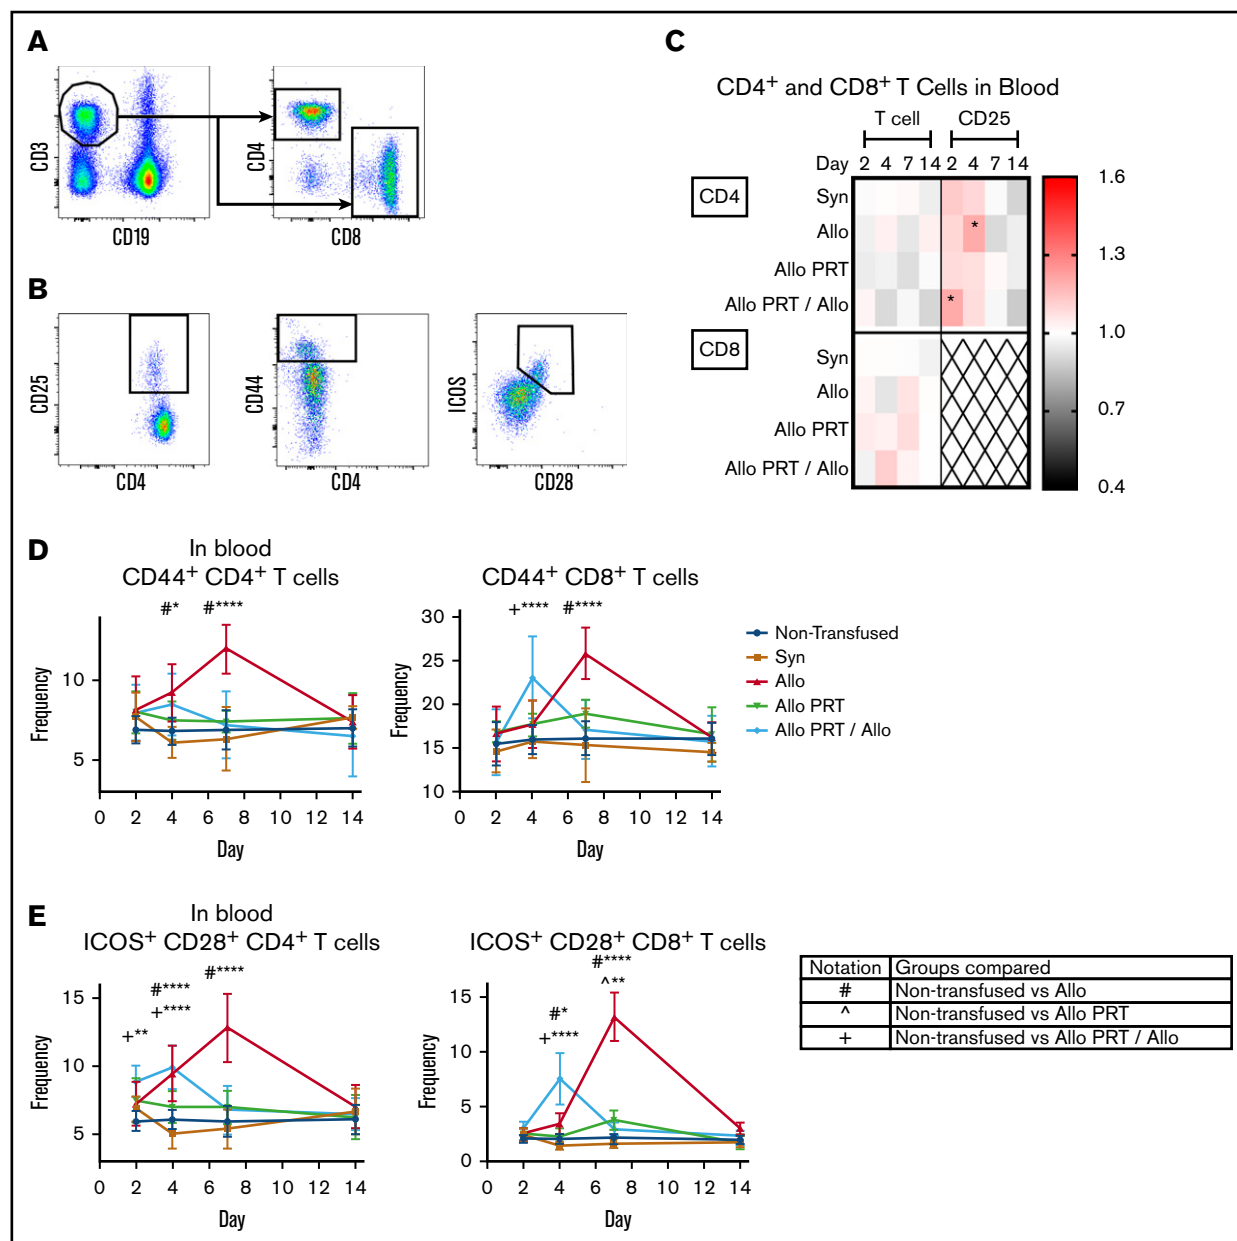 A
CD3
CD19
CD4
CD8
B
CD25
CD4
CD44
CD4
ICOS
CD28
C
CD4+ and CD8+ T Cells in Blood
T cell CD25
Day 2 4 7 14 2 4 7 14
CD4
Syn
Allo *
Allo PRT
Allo PRT / Allo *
CD8
Syn
Allo
Allo PRT
Allo PRT / Allo
1.6
1.3
1.0
0.7
0.4
D
In blood
CD44+ CD4+ T cells
#* #****
Frequency
10
5
0 2 4 6 8 10 12 14
Day
CD44+ CD8+ T cells
+**** #****
Frequency
30
25
20
15
10
0 2 4 6 8 10 12 14
Day
Non-Transfused
Syn
Allo
Allo PRT
Allo PRT / Allo
E
In blood
ICOS+ CD28+ CD4+ T cells
#****
#****
+****
+**
Frequency
15
10
5
0 2 4 6 8 10 12 14
Day
ICOS+ CD28+ CD8+ T cells
#****
^**
#*
+****
Frequency
15
10
5
0
0 2 4 6 8 10 12 14
Day
Notation Groups compared
# Non-transfused vs Allo
^ Non-transfused vs Allo PRT
+ Non-transfused vs Allo PRT / Allo